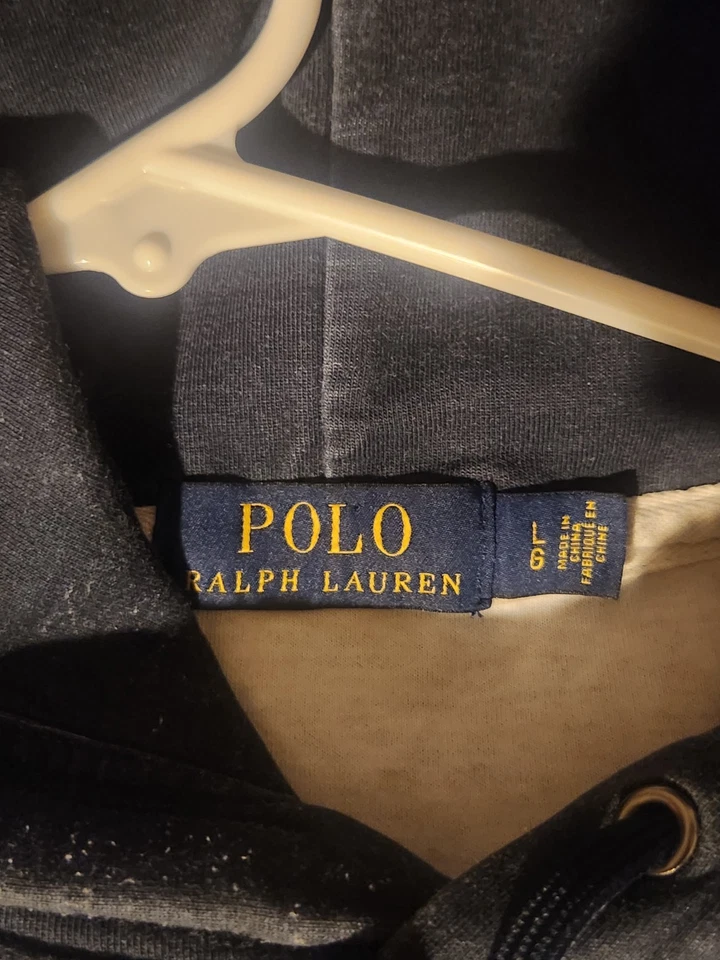 POLO
RALPH LAUREN
L
G
MADE IN
CHINA
FABRIQUÉ EN
CHINE